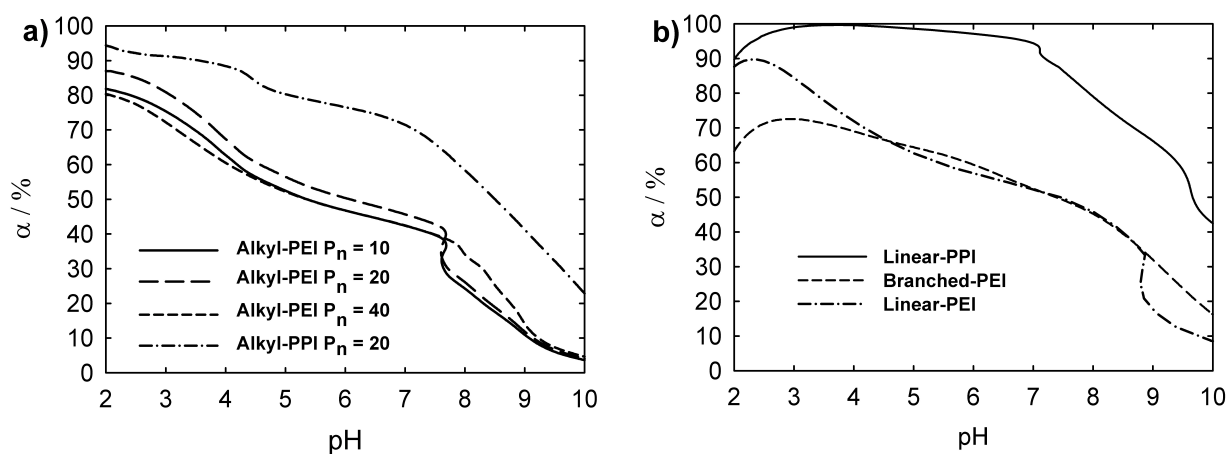 a)
α / %
100
90
80
70
60
50
40
30
20
10
0
Alkyl-PEI Pn = 10
Alkyl-PEI Pn = 20
Alkyl-PEI Pn = 40
Alkyl-PPI Pn = 20
2 3 4 5 6 7 8 9 10
pH
b)
α / %
100
90
80
70
60
50
40
30
20
10
0
Linear-PPI
Branched-PEI
Linear-PEI
2 3 4 5 6 7 8 9 10
pH